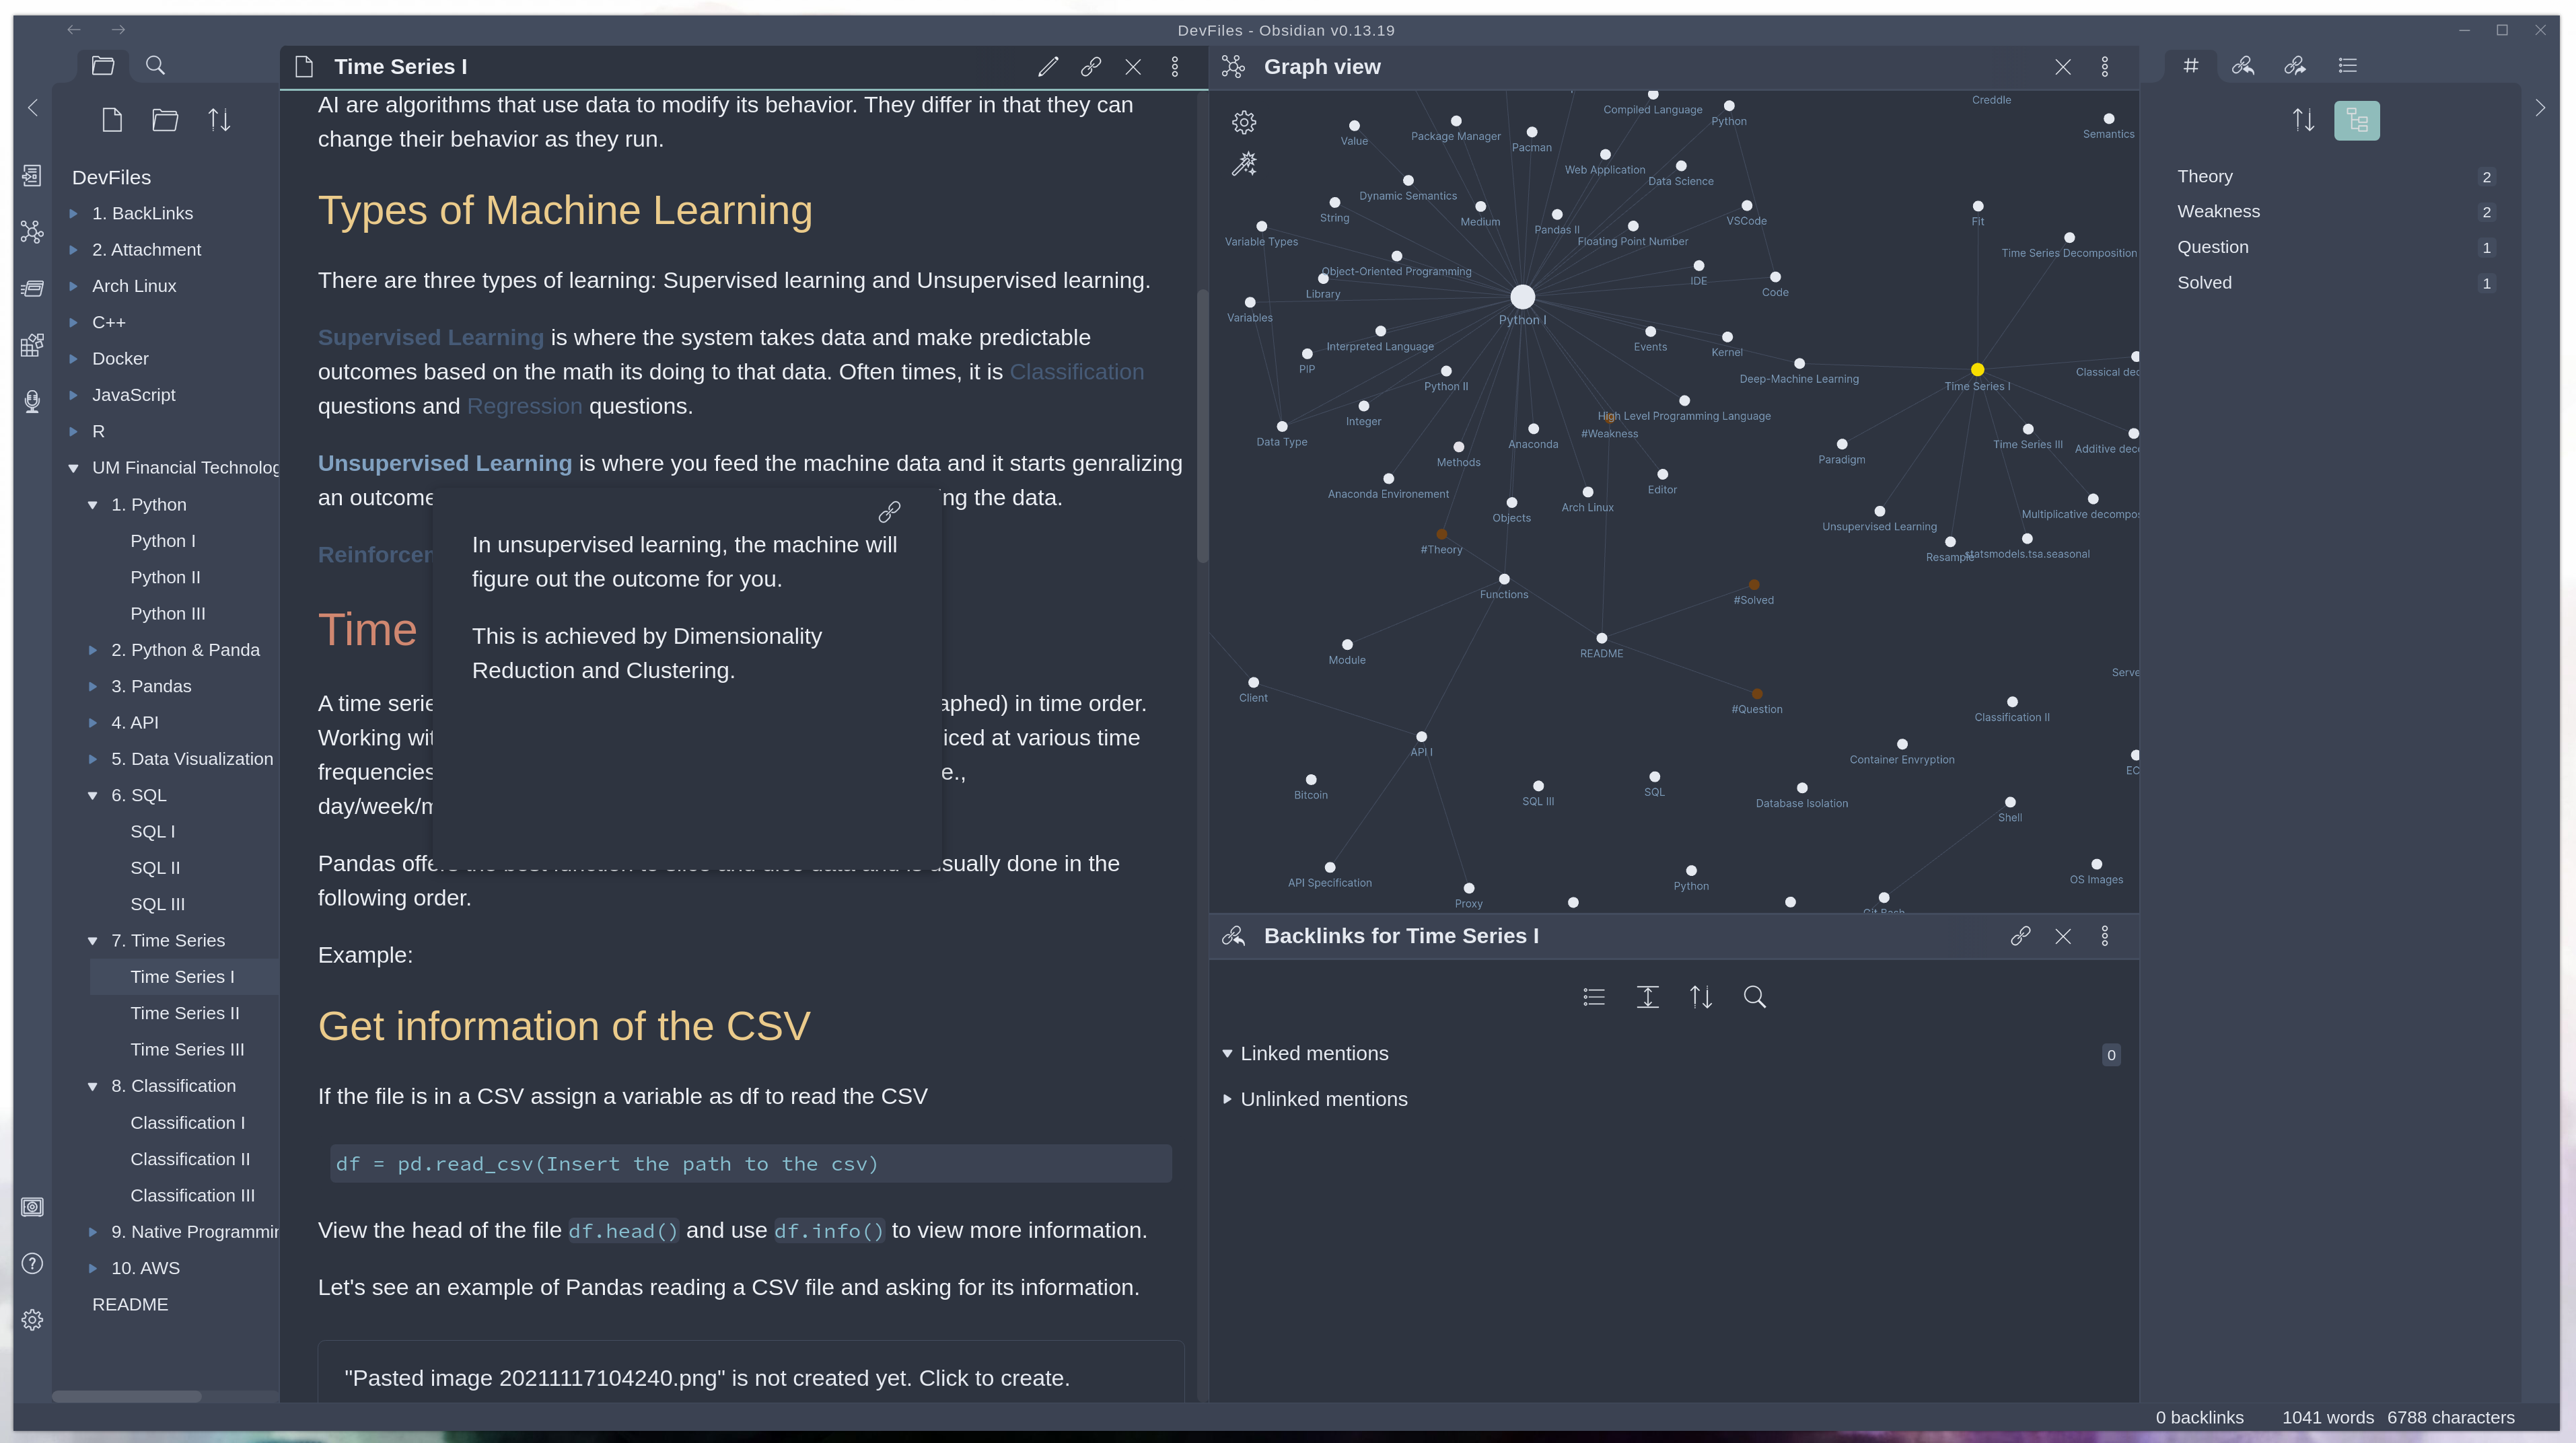 DevFiles - Obsidian v0.13.19
DevFiles
1. BackLinks
2. Attachment
Arch Linux
C++
Docker
JavaScript
R
UM Financial Technolog
1. Python
Python I
Python II
Python III
2. Python & Panda
3. Pandas
4. API
5. Data Visualization
6. SQL
SQL I
SQL II
SQL III
7. Time Series
Time Series I
Time Series II
Time Series III
8. Classification
Classification I
Classification II
Classification III
9. Native Programmin
10. AWS
README
Time Series I
AI are algorithms that use data to modify its behavior. They differ in that they can
change their behavior as they run.
Types of Machine Learning
There are three types of learning: Supervised learning and Unsupervised learning.
Supervised Learning is where the system takes data and make predictable
outcomes based on the math its doing to that data. Often times, it is Classification
questions and Regression questions.
Unsupervised Learning is where you feed the machine data and it starts genralizing
an outcome ng the data.
Reinforcem
Time
A time serie aphed) in time order.
Working wit iced at various time
frequencies e.,
day/week/m
Pandas offers the best function to slice and dice data and is usually done in the
following order.
Example:
Get information of the CSV
If the file is in a CSV assign a variable as df to read the CSV
df = pd.read_csv(Insert the path to the csv)
View the head of the file df.head() and use df.info() to view more information.
Let's see an example of Pandas reading a CSV file and asking for its information.
"Pasted image 20211117104240.png" is not created yet. Click to create.
In unsupervised learning, the machine will
figure out the outcome for you.
This is achieved by Dimensionality
Reduction and Clustering.
Graph view
Creddle
Compiled Language
Python
Semantics
Value
Package Manager
Pacman
Web Application
Data Science
Dynamic Semantics
String
Medium
Pandas II
VSCode
Fit
Variable Types
Floating Point Number
Time Series Decomposition
Object-Oriented Programming
Library
IDE
Code
Variables
Python I
Interpreted Language
Events
Kernel
PIP
Python II
Deep-Machine Learning
Time Series I
Classical dec
Integer
High Level Programming Language
#Weakness
Data Type
Anaconda
Methods
Paradigm
Time Series III
Additive deco
Anaconda Environement
Editor
Objects
Arch Linux
Unsupervised Learning
Multiplicative decompos
#Theory
Resample
statsmodels.tsa.seasonal
Functions
#Solved
Module
README
Client
Serve
#Question
Classification II
API I
Container Envryption
EC
Bitcoin
SQL III
SQL
Database Isolation
Shell
API Specification
Python
OS Images
Proxy
Git Bash
Backlinks for Time Series I
Linked mentions 0
Unlinked mentions
Theory 2
Weakness 2
Question 1
Solved 1
0 backlinks 1041 words 6788 characters